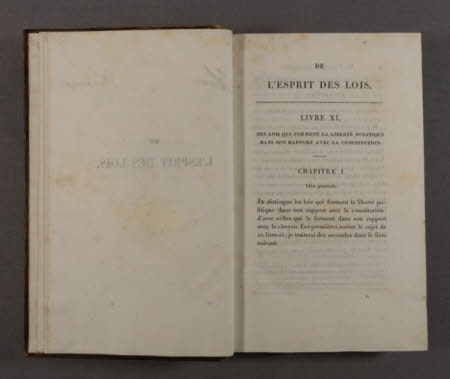 DE
L'ESPRIT DES LOIS.
LIVRE XI.
DES LOIS QUI FORMENT LA LIBERTÉ POLITIQUE
DANS SON RAPPORT AVEC LA CONSTITUTION.
CHAPITRE I
Idée générale.
JE distingue les lois qui forment la liberté po-
litique dans son rapport avec la constitution
d'avec celles qui la forment dans son rapport
avec le citoyen. Les premières seront le sujet de
ce livre-ci; je traiterai des secondes dans le livre
suivant.